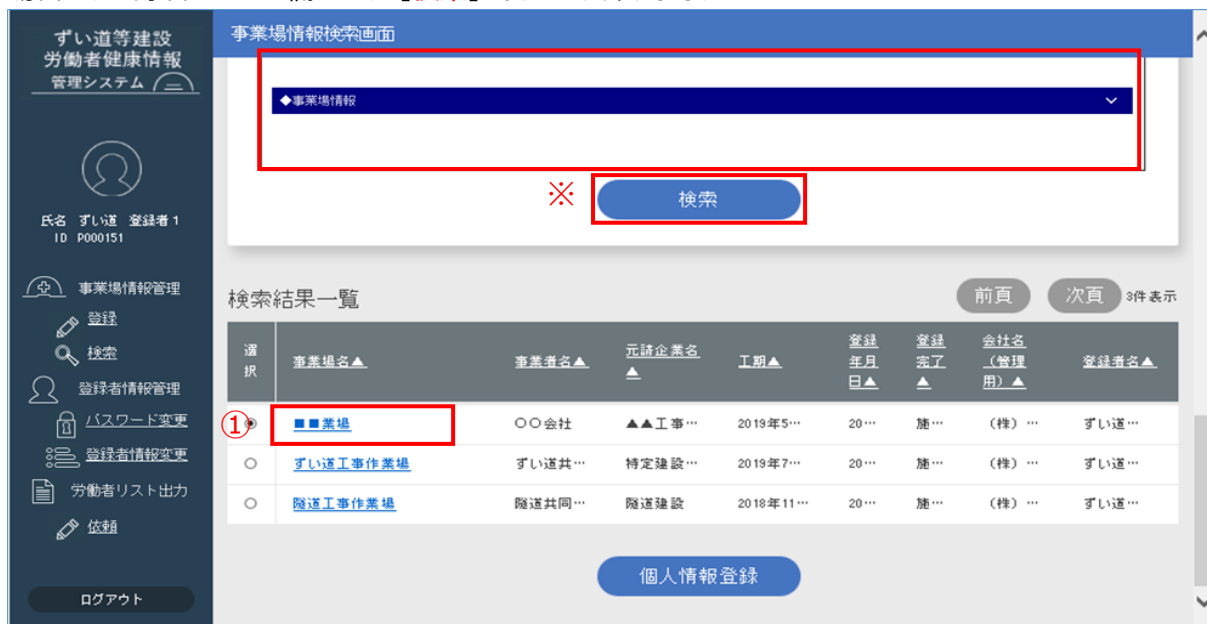 ずい道等建設
労働者健康情報
管理システム
事業場情報検索画面
◆事業場情報
※
検索
氏名 ずい道 登録者1
ID P000151
事業場情報管理
登録
検索
登録者情報管理
パスワード変更
登録者情報変更
労働者リスト出力
依頼
ログアウト
検索結果一覧
前頁 次頁 3件表示
選択 事業場名▲ 事業者名▲ 元請企業名▲ 工期▲ 登録年月日▲ 登録完了▲ 会社名（管理用）▲ 登録者名▲
① ■■業場 〇〇会社 ▲▲工事… 2019年5… 20… 施… （株）… ずい道…
ずい道工事作業場 ずい道共… 特定建設… 2019年7… 20… 施… （株）… ずい道…
隧道工事作業場 隧道共同… 隧道建設 2018年11… 20… 施… （株）… ずい道…
個人情報登録